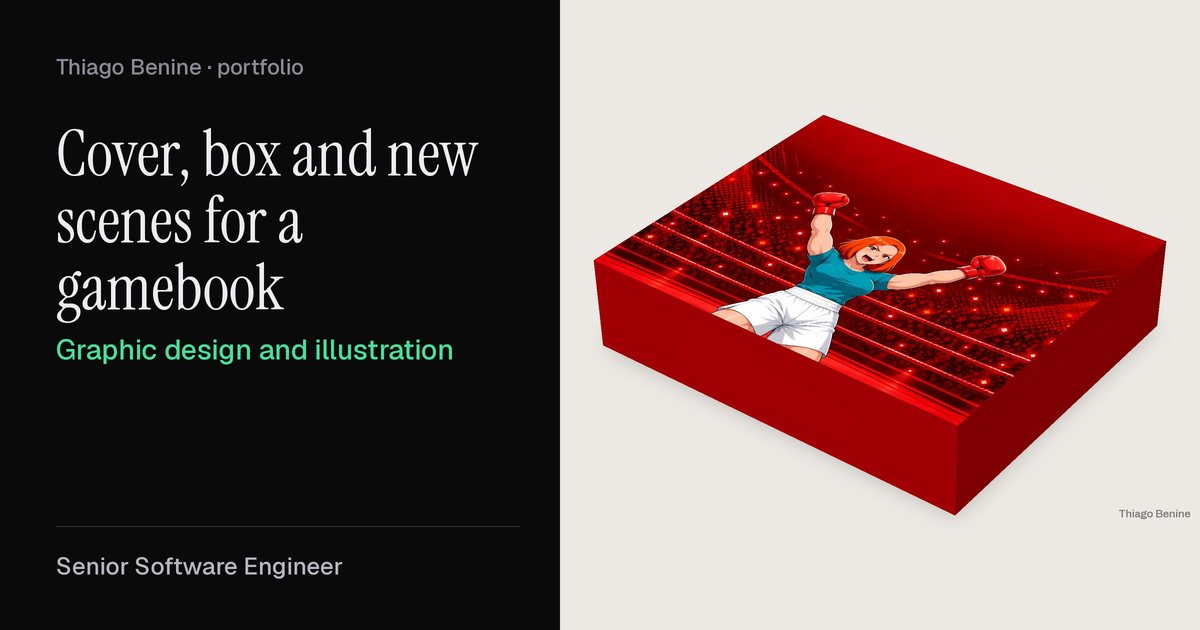 Thiago Benine · portfolio
Cover, box and new
scenes for a
gamebook
Graphic design and illustration
Senior Software Engineer
Thiago Benine